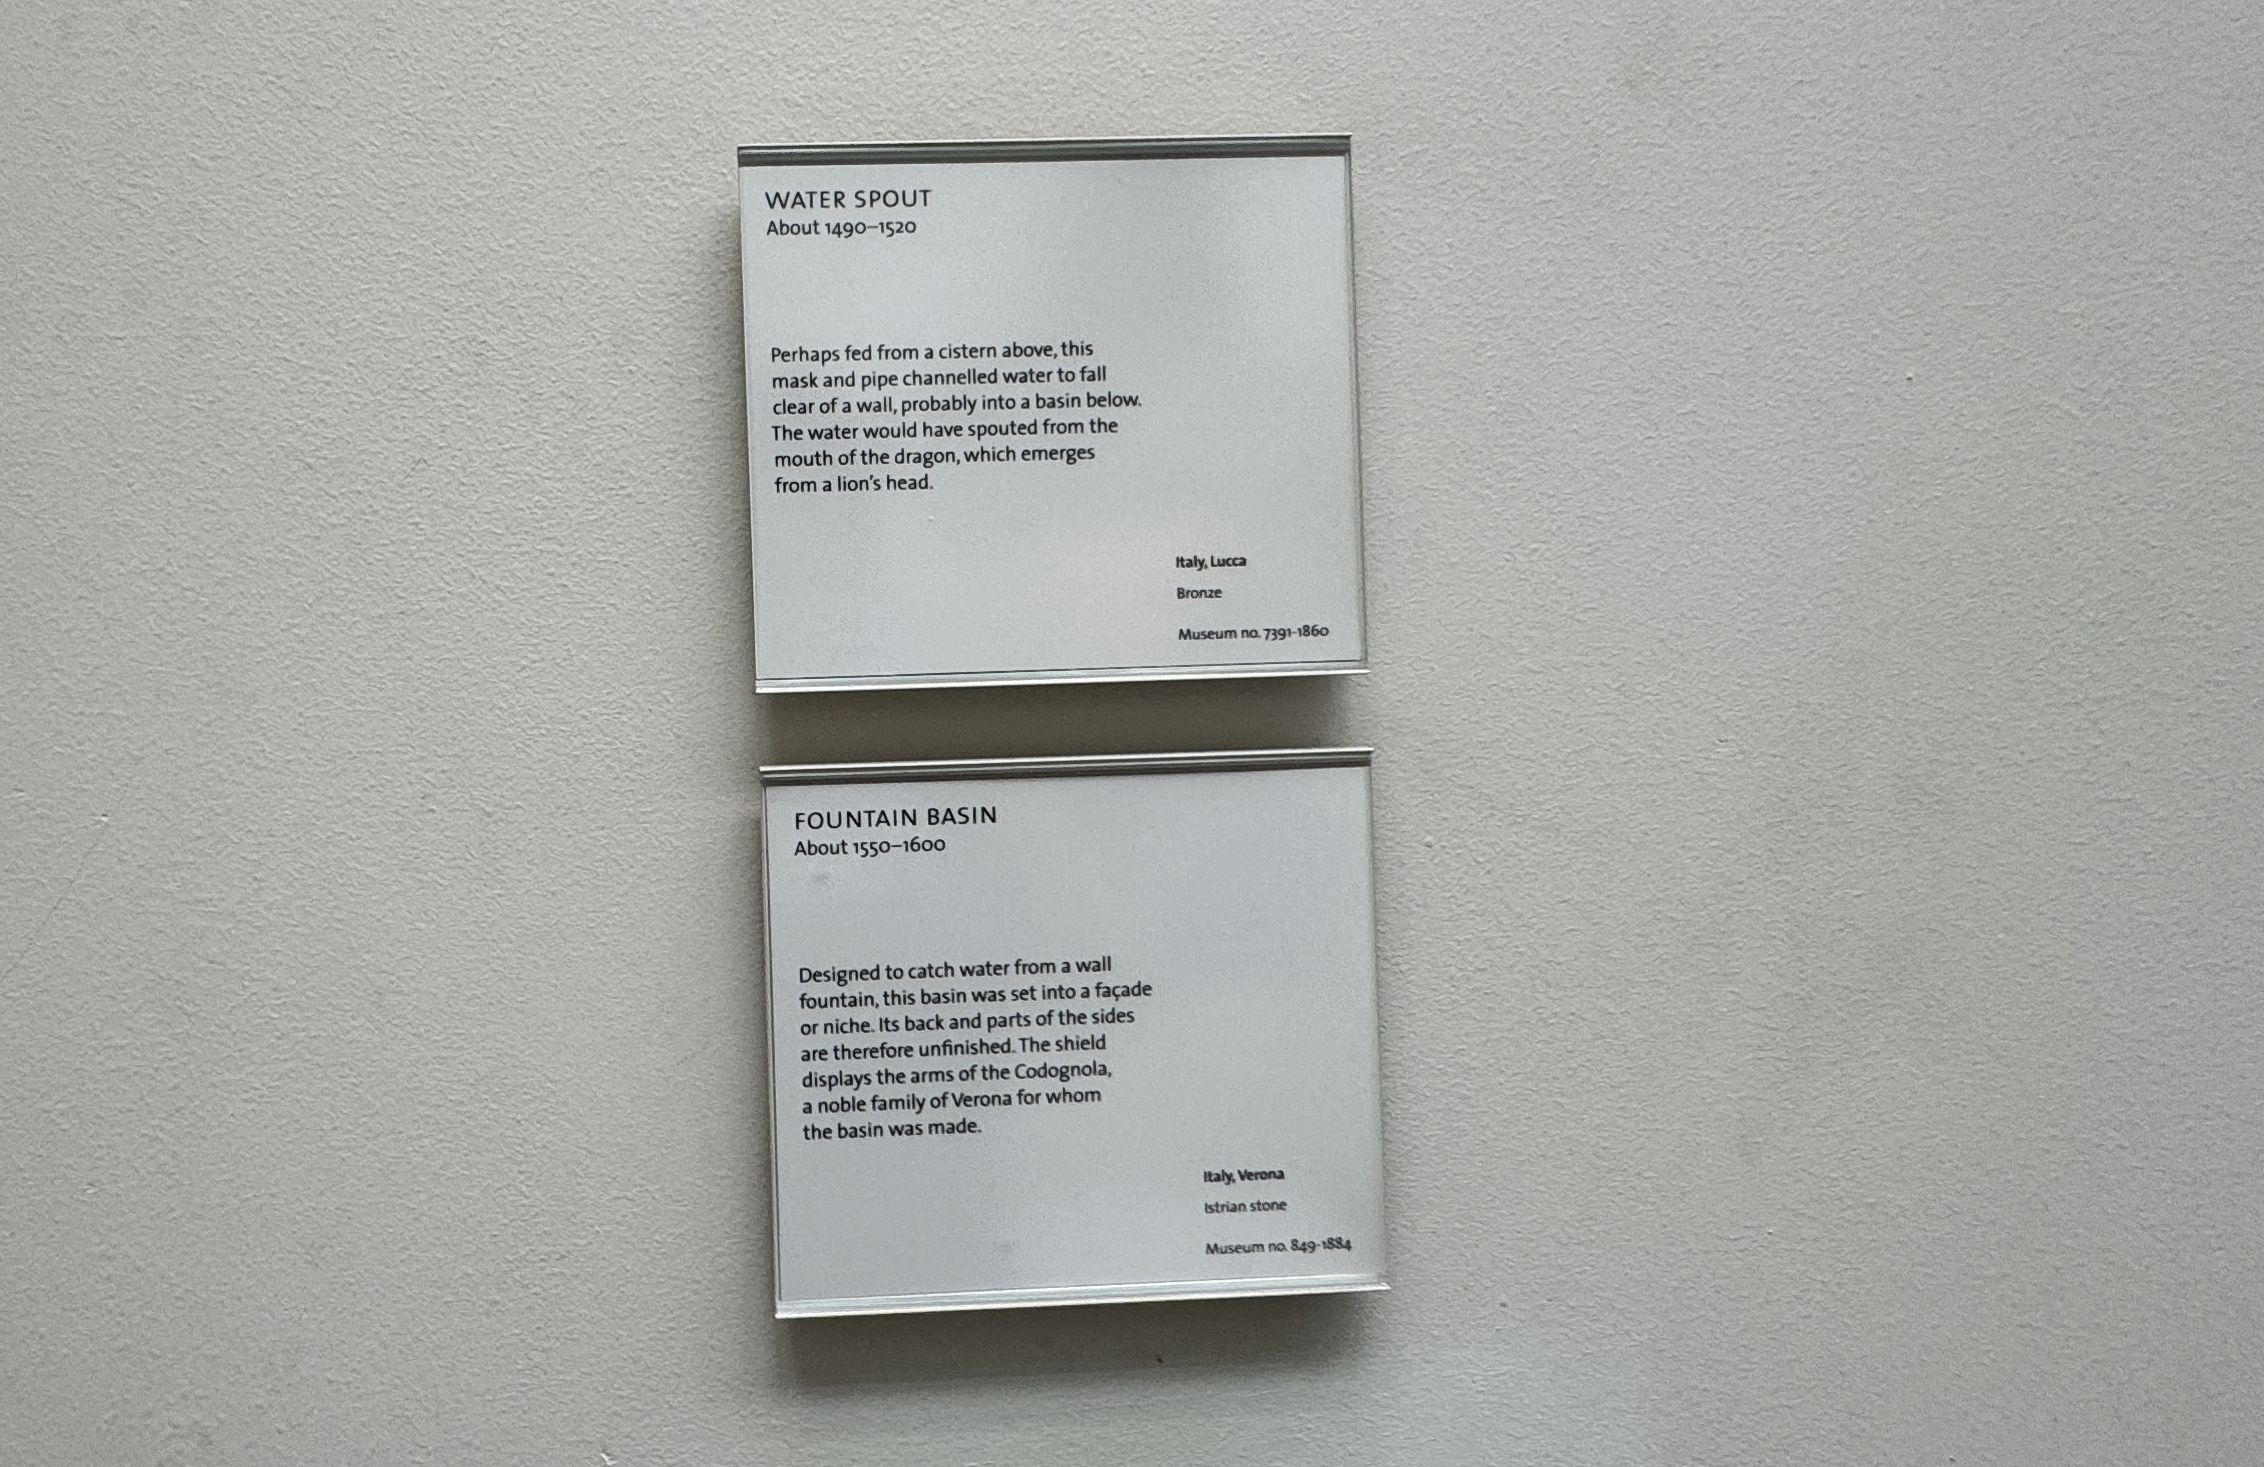 WATER SPOUT
About 1490–1520
Perhaps fed from a cistern above, this
mask and pipe channelled water to fall
clear of a wall, probably into a basin below.
The water would have spouted from the
mouth of the dragon, which emerges
from a lion's head.
Italy, Lucca
Bronze
Museum no. 7391-1860
FOUNTAIN BASIN
About 1550–1600
Designed to catch water from a wall
fountain, this basin was set into a façade
or niche. Its back and parts of the sides
are therefore unfinished. The shield
displays the arms of the Codognola,
a noble family of Verona for whom
the basin was made.
Italy, Verona
Istrian stone
Museum no. 849-1884